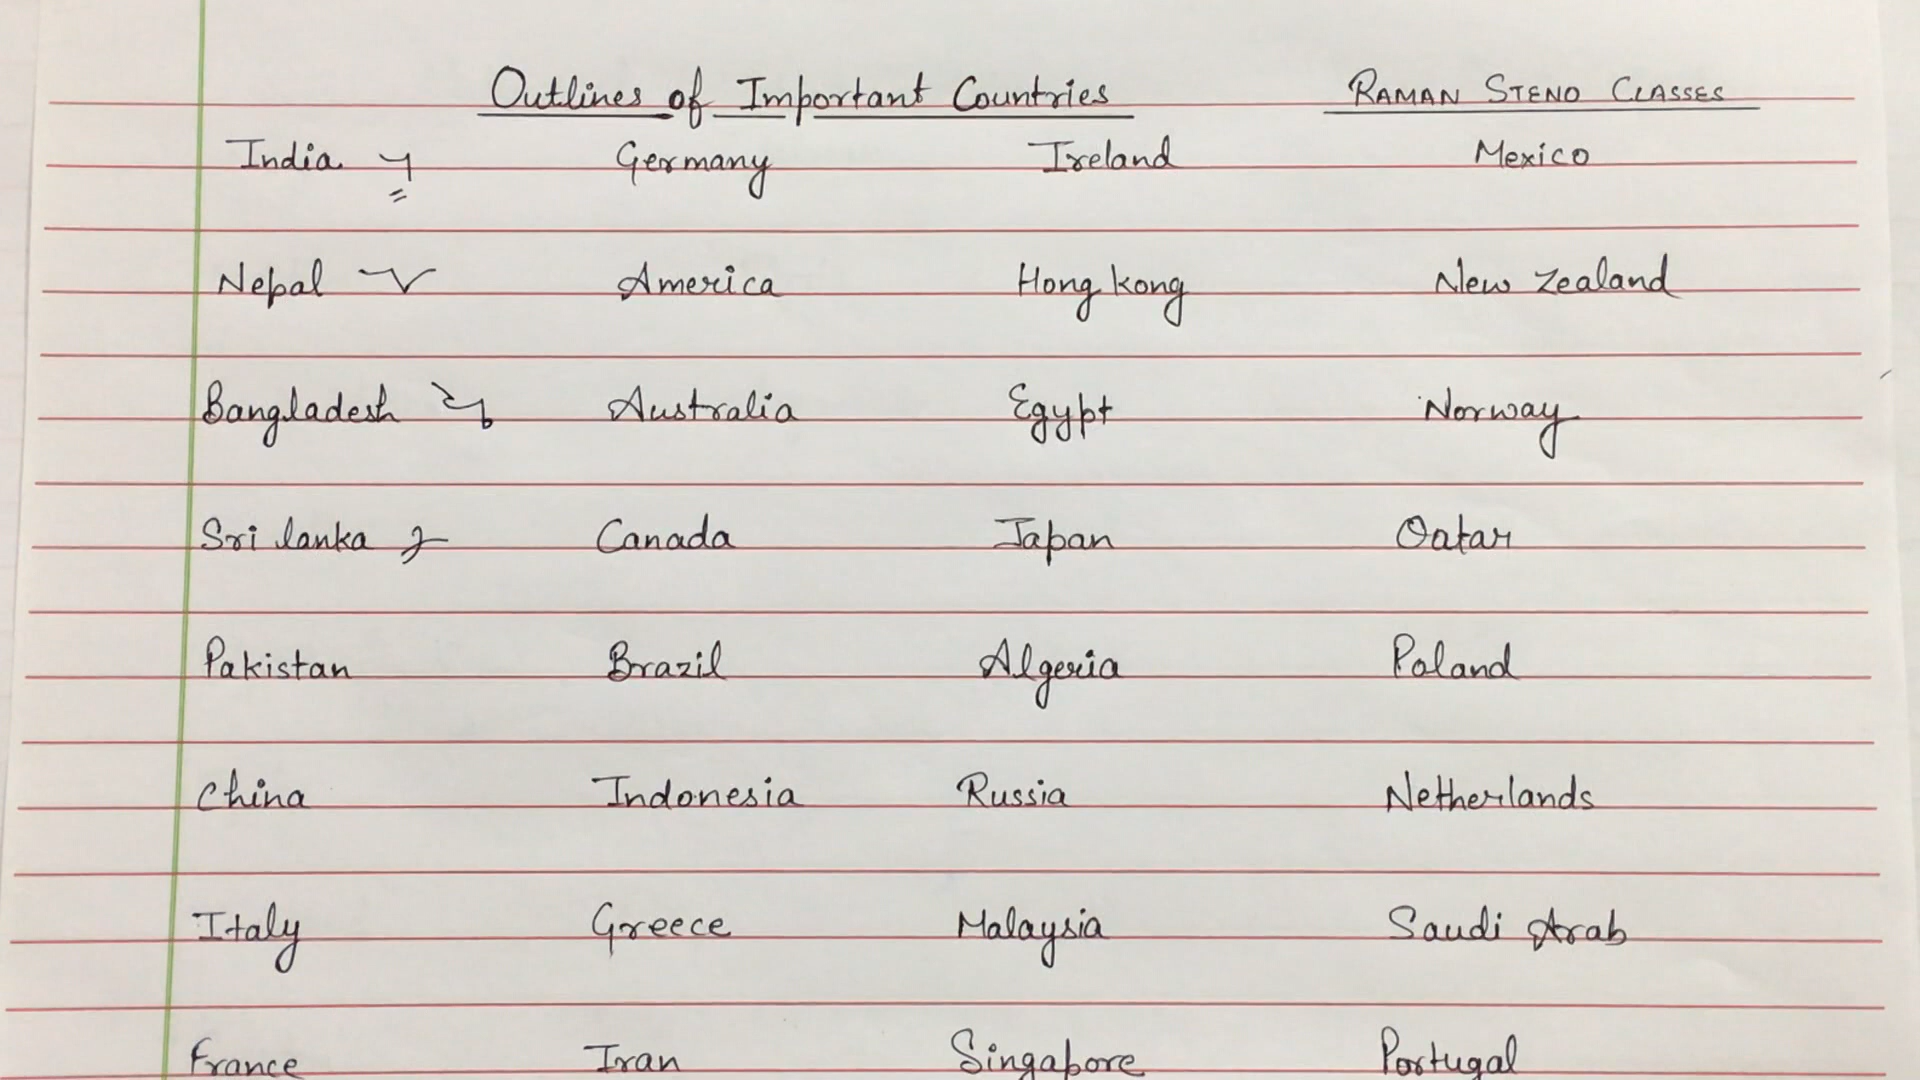 Outlines of Important Countries RAMAN STENO CLASSES
India Germany Ireland Mexico
Nepal America Hong kong New Zealand
Bangladesh Australia Egypt Norway
Sri lanka Canada Japan Qatar
Pakistan Brazil Algeria Poland
China Indonesia Russia Netherlands
Italy Greece Malaysia Saudi Arab
France Iran Singapore Portugal